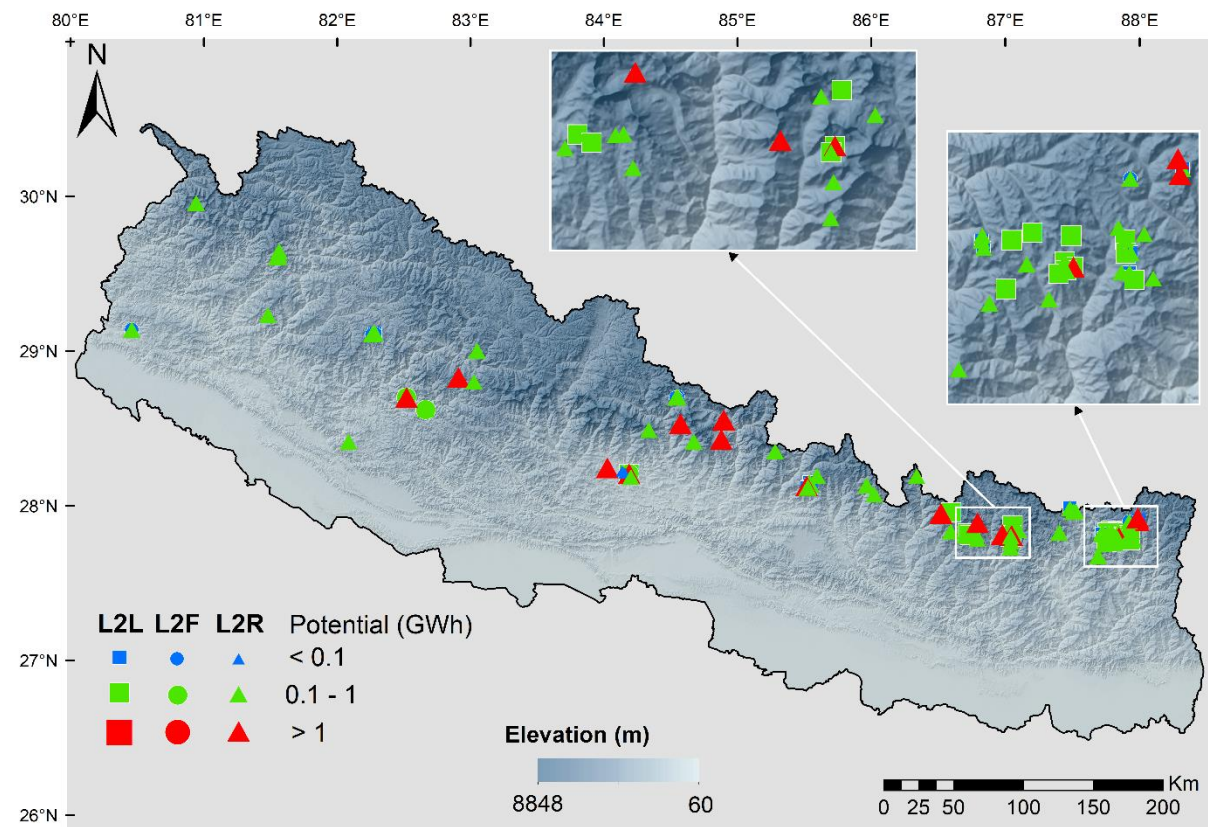 80°E 81°E 82°E 83°E 84°E 85°E 86°E 87°E 88°E
N
30°N
29°N
28°N
27°N
26°N
L2L L2F L2R Potential (GWh)
< 0.1
0.1 - 1
> 1
Elevation (m)
8848 60
Km
0 25 50 100 150 200